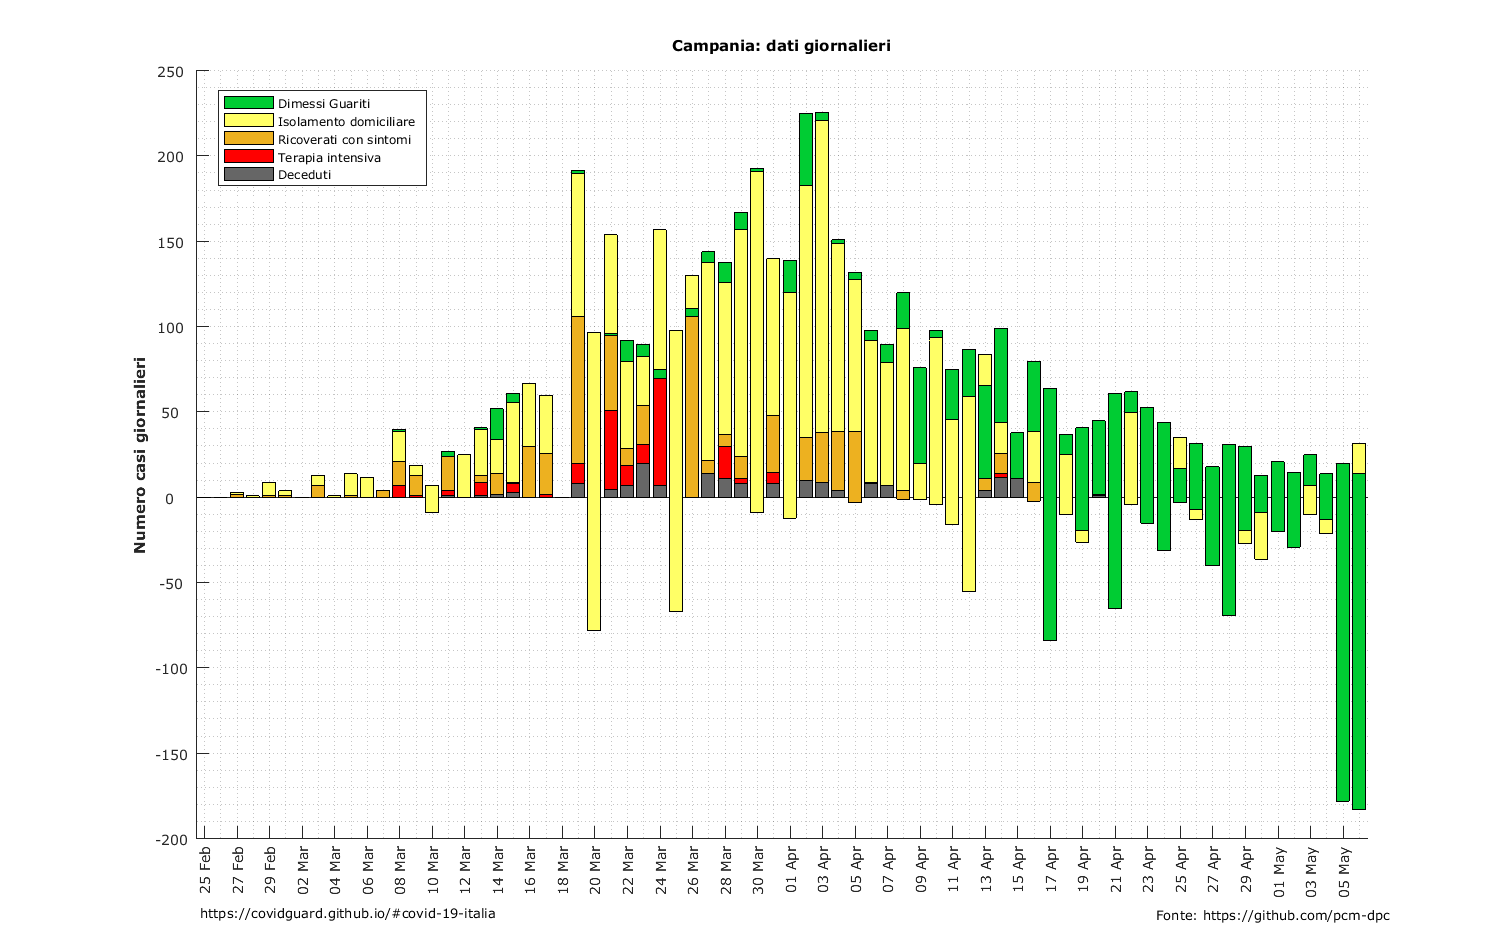 Campania: dati giornalieri
Numero casi giornalieri
250
200
150
100
50
0
-50
-100
-150
-200
Dimessi Guariti
Isolamento domiciliare
Ricoverati con sintomi
Terapia intensiva
Deceduti
25 Feb
27 Feb
29 Feb
02 Mar
04 Mar
06 Mar
08 Mar
10 Mar
12 Mar
14 Mar
16 Mar
18 Mar
20 Mar
22 Mar
24 Mar
26 Mar
28 Mar
30 Mar
01 Apr
03 Apr
05 Apr
07 Apr
09 Apr
11 Apr
13 Apr
15 Apr
17 Apr
19 Apr
21 Apr
23 Apr
25 Apr
27 Apr
29 Apr
01 May
03 May
05 May
https://covidguard.github.io/#covid-19-italia
Fonte: https://github.com/pcm-dpc